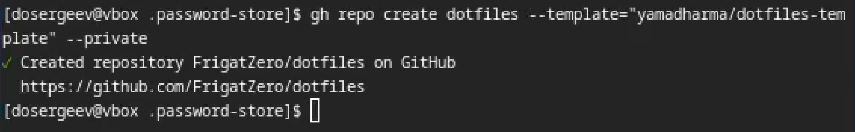 [dosergeev@vbox .password-store]$ gh repo create dotfiles --template="yamadharma/dotfiles-tem
plate" --private
✓ Created repository FrigatZero/dotfiles on GitHub
  https://github.com/FrigatZero/dotfiles
[dosergeev@vbox .password-store]$